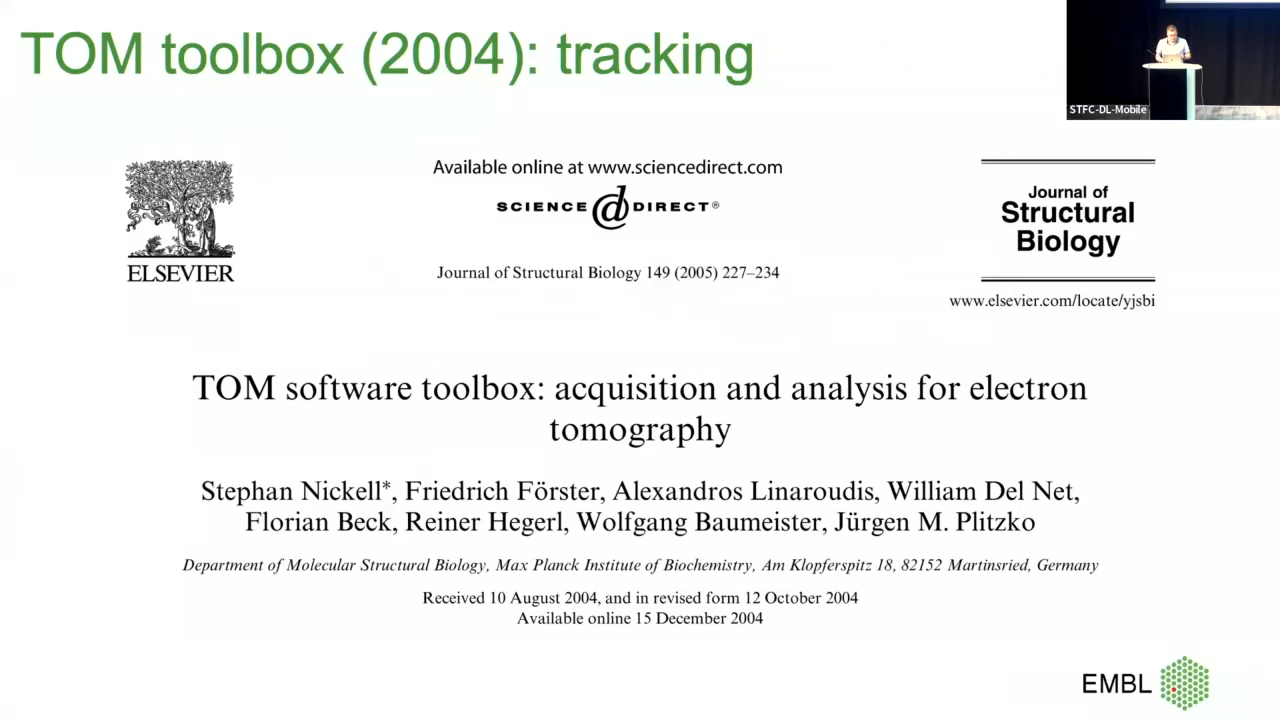 TOM toolbox (2004): tracking
STFC-DL-Mobile
Available online at www.sciencedirect.com
SCIENCE @ DIRECT®
ELSEVIER
Journal of
Structural
Biology
Journal of Structural Biology 149 (2005) 227–234
www.elsevier.com/locate/yjsbi
TOM software toolbox: acquisition and analysis for electron
tomography
Stephan Nickell*, Friedrich Förster, Alexandros Linaroudis, William Del Net,
Florian Beck, Reiner Hegerl, Wolfgang Baumeister, Jürgen M. Plitzko
Department of Molecular Structural Biology, Max Planck Institute of Biochemistry, Am Klopferspitz 18, 82152 Martinsried, Germany
Received 10 August 2004, and in revised form 12 October 2004
Available online 15 December 2004
EMBL